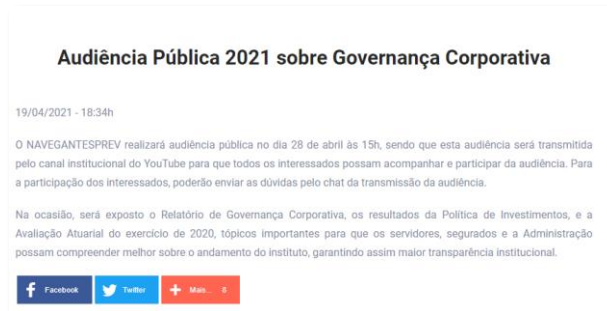 Audiência Pública 2021 sobre Governança Corporativa
19/04/2021 - 18:34h
O NAVEGANTESPREV realizará audiência pública no dia 28 de abril às 15h, sendo que esta audiência será transmitida
pelo canal institucional do YouTube para que todos os interessados possam acompanhar e participar da audiência. Para
a participação dos interessados, poderão enviar as dúvidas pelo chat da transmissão da audiência.
Na ocasião, será exposto o Relatório de Governança Corporativa, os resultados da Política de Investimentos, e a
Avaliação Atuarial do exercício de 2020, tópicos importantes para que os servidores, segurados e a Administração
possam compreender melhor sobre o andamento do instituto, garantindo assim maior transparência institucional.
Facebook Twitter Mais... 0